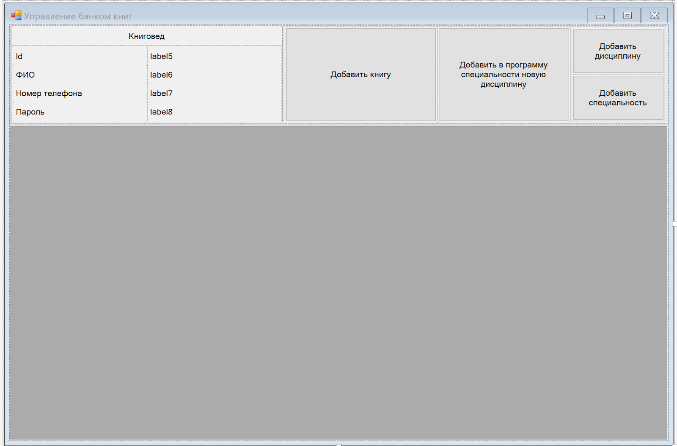 Управление банком книг
Книговед
Id
label5
ФИО
label6
Номер телефона
label7
Пароль
label8
Добавить книгу
Добавить в программу
специальности новую
дисциплину
Добавить
дисциплину
Добавить
специальность